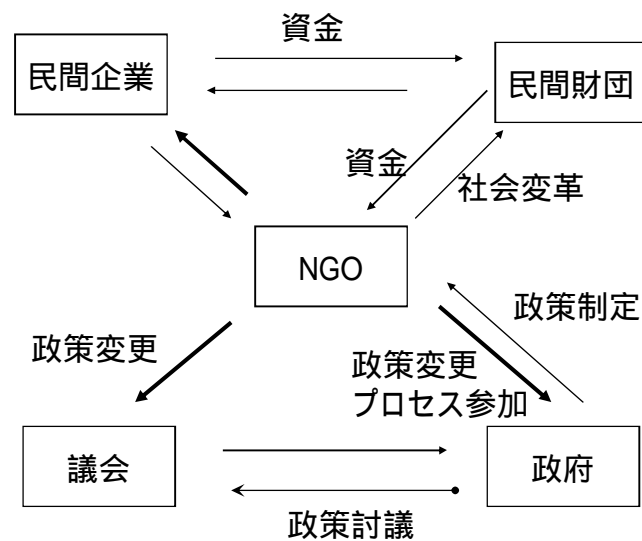 資金
民間企業
民間財団
資金
社会変革
NGO
政策制定
政策変更
政策変更
プロセス参加
議会
政府
政策討議